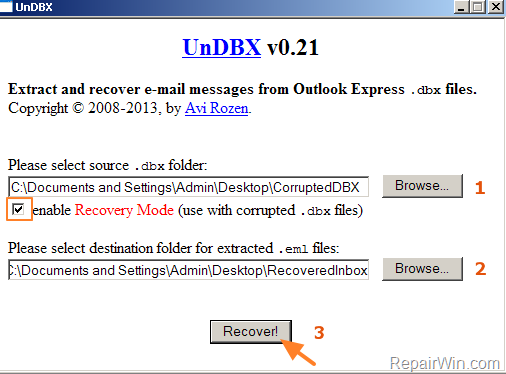 UnDBX
UnDBX v0.21
Extract and recover e-mail messages from Outlook Express .dbx files.
Copyright © 2008-2013, by Avi Rozen.
Please select source .dbx folder:
C:\Documents and Settings\Admin\Desktop\CorruptedDBX Browse... 1
enable Recovery Mode (use with corrupted .dbx files)
Please select destination folder for extracted .eml files:
C:\Documents and Settings\Admin\Desktop\RecoveredInbox Browse... 2
Recover! 3
RepairWin.com